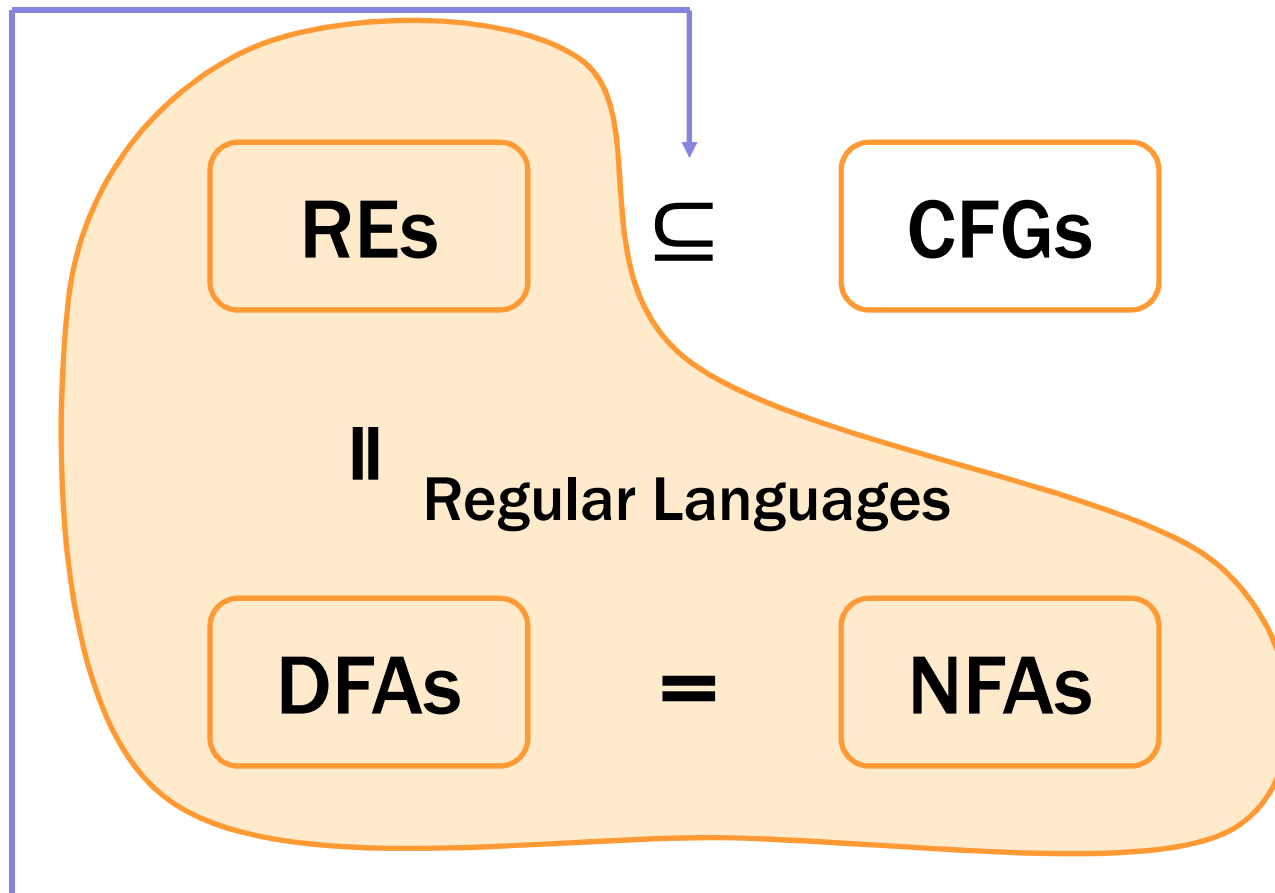 REs ⊆ CFGs
=
Regular Languages
DFAs = NFAs